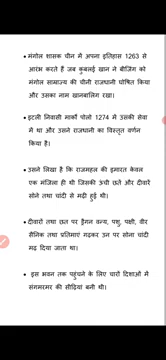 • मंगोल शासक चीन में अपना इतिहास 1263 से
आरंभ करते हैं जब कुबलई खान ने बीजिंग को
मंगोल साम्राज्य की चीनी राजधानी घोषित किया
और उसका नाम खानबालिग रखा।
• इटली निवासी मार्को पोलो 1274 में उसकी सेवा
में था और उसने राजधानी का विस्तृत वर्णन
किया है।
• उसने लिखा है कि राजमहल की इमारत केवल
एक मंजिला ही थी जिसकी ऊंची छते और दीवारे
सोने तथा चांदी से मढ़ी हुई थी।
• दीवारों तथा छत पर ड्रैगन वन्य, पशु, पक्षी, वीर
सैनिक तथा प्रतिमाएं गढ़कर उन पर सोना चांदी
मढ़ दिया जाता था।
• इस भवन तक पहुंचने के लिए चारों दिशाओं में
संगमरमर की सीढ़ियां बनी थी।